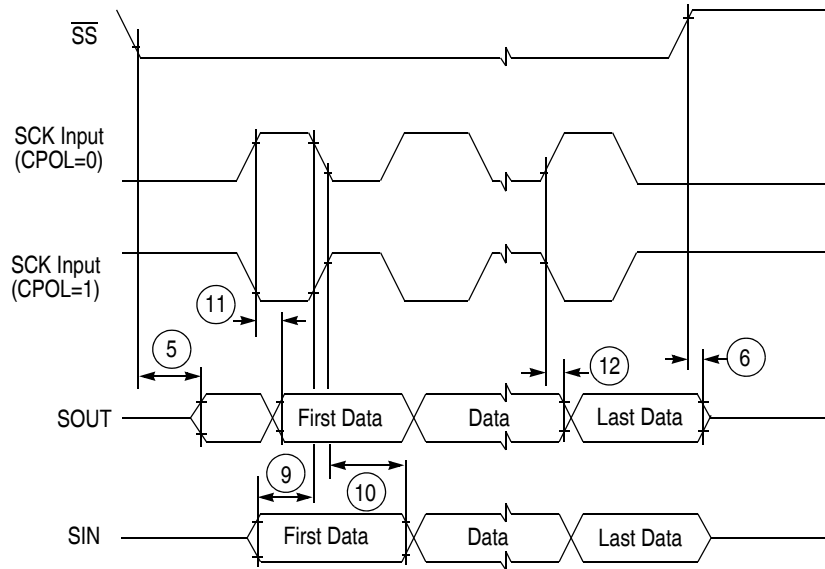 SS
SCK Input
(CPOL=0)
SCK Input
(CPOL=1)
11
5
12
6
SOUT
First Data
Data
Last Data
9
10
SIN
First Data
Data
Last Data